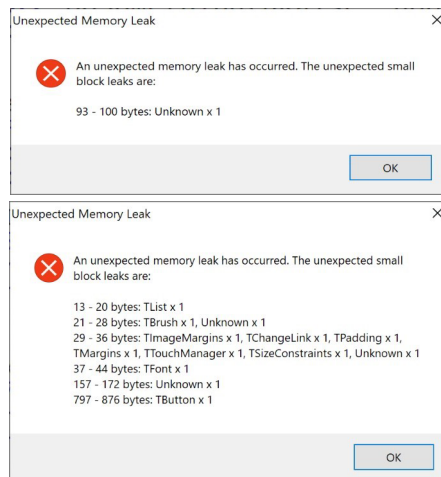 Unexpected Memory Leak
An unexpected memory leak has occurred. The unexpected small
block leaks are:
93 - 100 bytes: Unknown x 1
OK
Unexpected Memory Leak
An unexpected memory leak has occurred. The unexpected small
block leaks are:
13 - 20 bytes: TList x 1
21 - 28 bytes: TBrush x 1, Unknown x 1
29 - 36 bytes: TImageMargins x 1, TChangeLink x 1, TPadding x 1,
TMargins x 1, TTouchManager x 1, TSizeConstraints x 1, Unknown x 1
37 - 44 bytes: TFont x 1
157 - 172 bytes: Unknown x 1
797 - 876 bytes: TButton x 1
OK